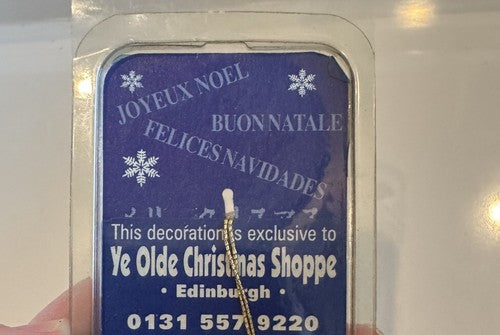 JOYEUX NOEL
BUON NATALE
FELICES NAVIDADES
This decoration is exclusive to
Ye Olde Christmas Shoppe
• Edinburgh •
0131 557 9220